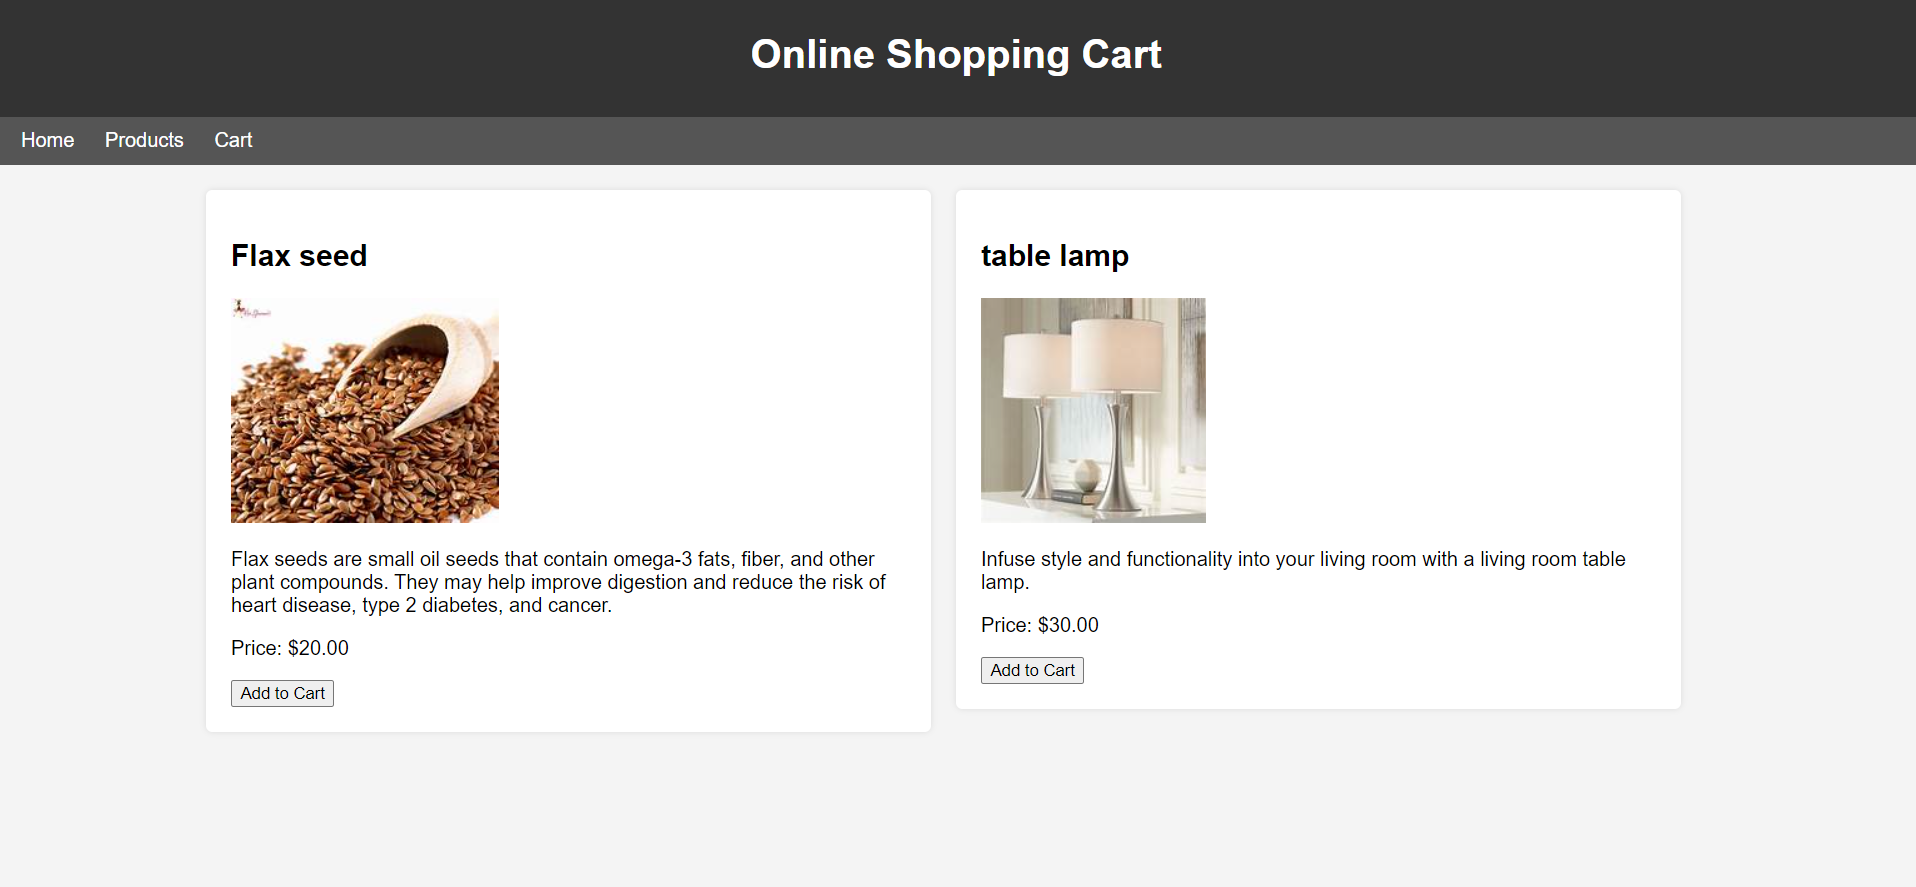 Online Shopping Cart
Home Products Cart
Flax seed
Flax seeds are small oil seeds that contain omega-3 fats, fiber, and other
plant compounds. They may help improve digestion and reduce the risk of
heart disease, type 2 diabetes, and cancer.
Price: $20.00
Add to Cart
table lamp
Infuse style and functionality into your living room with a living room table
lamp.
Price: $30.00
Add to Cart